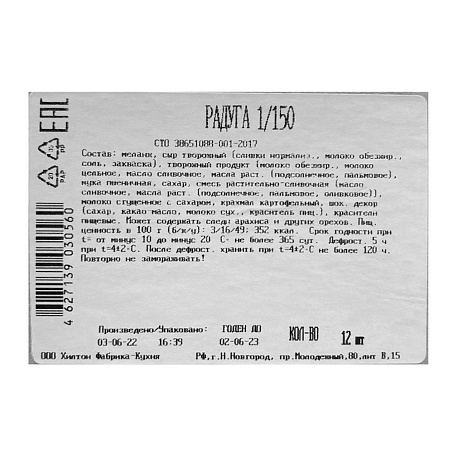 EAC
РАДУГА 1/150
СТО 38651088-001-2017
Состав: меланж, сыр творожный (сливки нормализ., молоко обезжир.,
соль, закваска), творожный продукт (молоко обезжир., молоко
цельное, масло сливочное, масла раст. (подсолнечное, пальмовое),
мука пшеничная, сахар, смесь растительно-сливочная (масло
сливочное, масла раст. (подсолнечное, пальмовое, оливковое)),
молоко сгущенное с сахаром, крахмал картофельный, шок. декор
(сахар, какао-масло, молоко сух., краситель пищ.), красители
пищевые. Может содержать следы: арахиса и других орехов. Пищ.
ценность в 100 г (б/ж/у): 3/16/49; 352 ккал. Срок годности при
t= от минус 10 до минус 20 С- не более 365 сут. Дефрост. 5 ч
при t=4±2-С. После дефрост. хранить при t=4±2-С не более 120 ч.
Повторно не замораживать!
4 627139 030560
Произведено/Упаковано: ГОДЕН ДО КОЛ-ВО 12 шт
03-06-22 16:39 02-06-23
ООО Хилтон Фабрика-Кухня РФ,г.Н.Новгород, пр.Молодежный,80,лит В,15